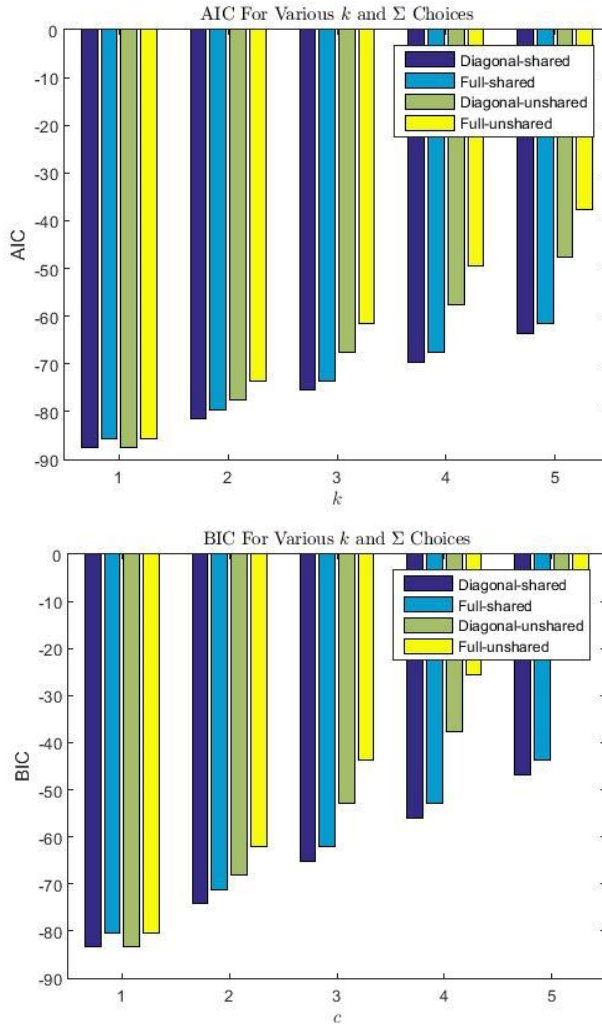 AIC For Various k and Σ Choices
0
-10
-20
-30
-40
-50
-60
-70
-80
-90
AIC
Diagonal-shared
Full-shared
Diagonal-unshared
Full-unshared
1 2 3 4 5
k
BIC For Various k and Σ Choices
0
-10
-20
-30
-40
-50
-60
-70
-80
-90
BIC
Diagonal-shared
Full-shared
Diagonal-unshared
Full-unshared
1 2 3 4 5
c